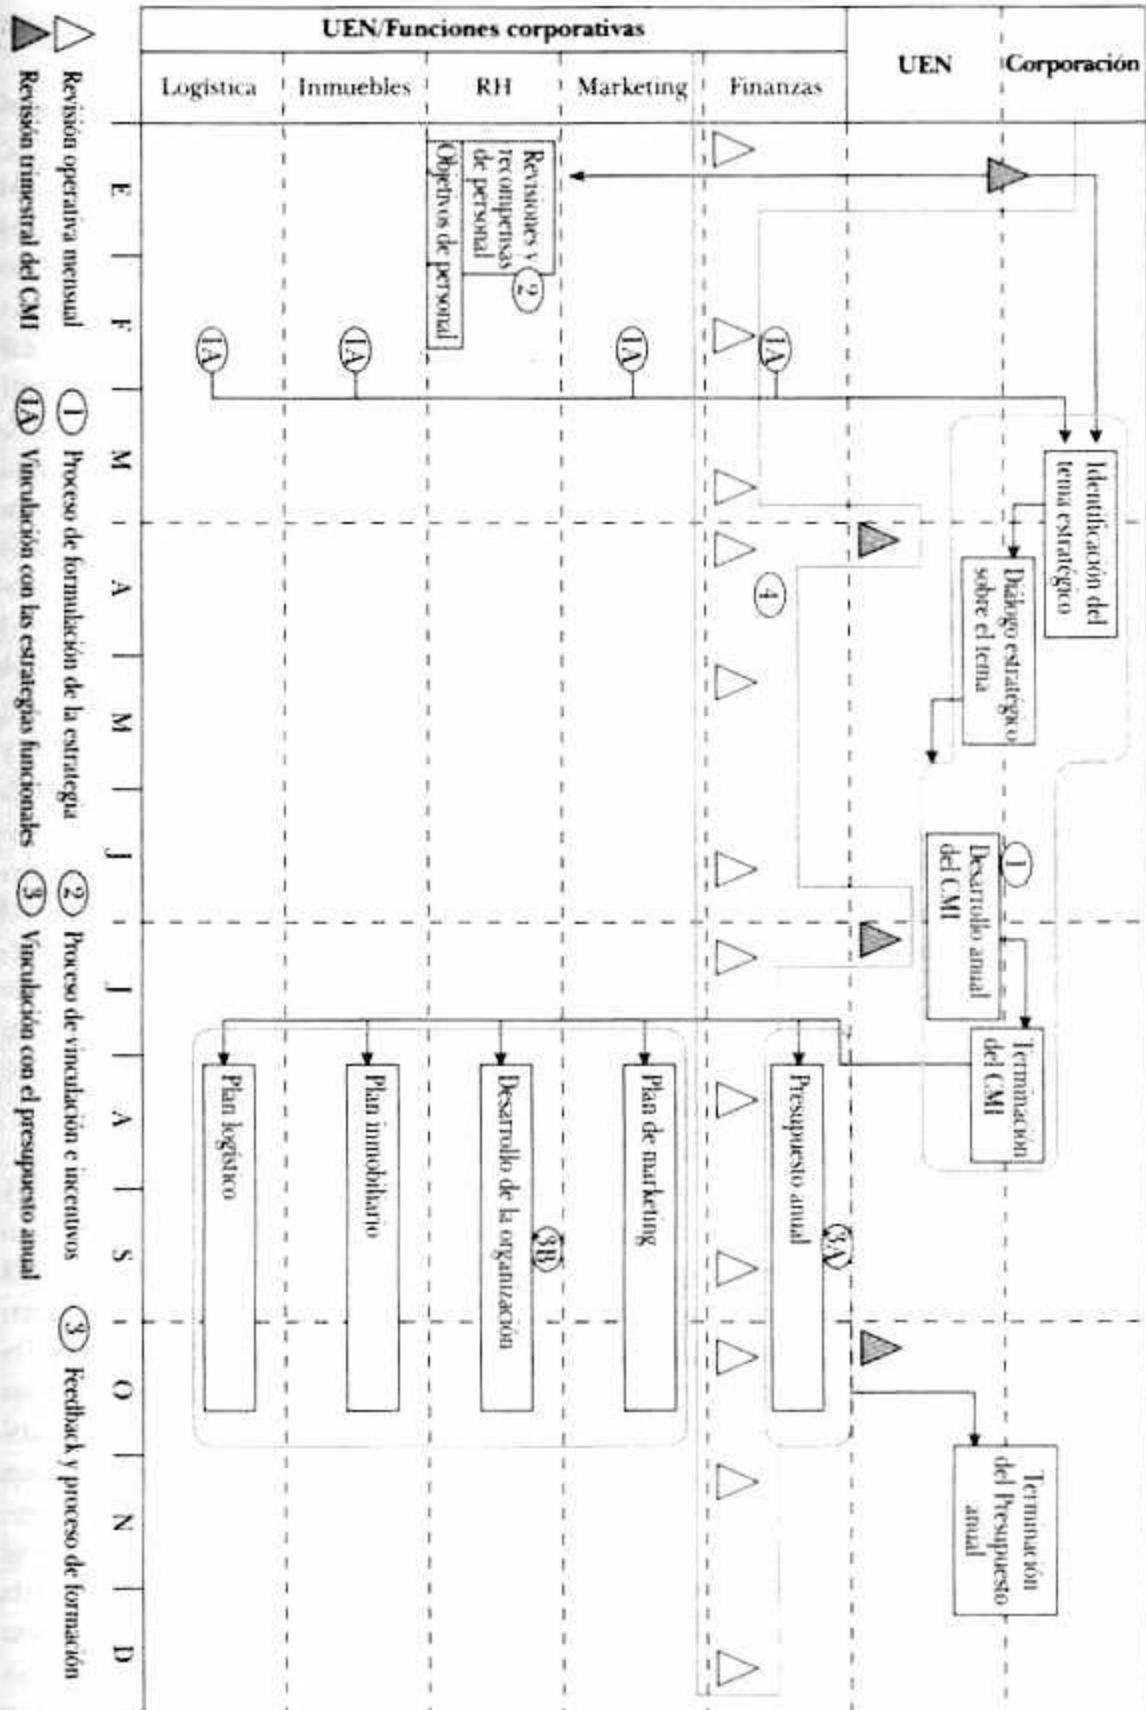 UEN/Funciones corporativas
UEN
Corporación
Logística
Inmuebles
RH
Marketing
Finanzas
E
F
M
A
M
J
J
A
S
O
N
D
Identificación del
tema estratégico
Diálogo estratégico
sobre el tema
1
Desarrollo anual
del CMI
Terminación
del CMI
Terminación
del Presupuesto
anual
1A
4
3A
Presupuesto anual
1A
Plan de marketing
Revisiones y
recompensas
de personal
2
Objetivos de personal
3B
Desarrollo de la organización
1A
Plan inmobiliario
1A
Plan logístico
Revisión operativa mensual
Revisión trimestral del CMI
1 Proceso de formulación de la estrategia
1A Vinculación con las estrategias funcionales
2 Proceso de vinculación e incentivos
3 Vinculación con el presupuesto anual
3 Feedback y proceso de formación